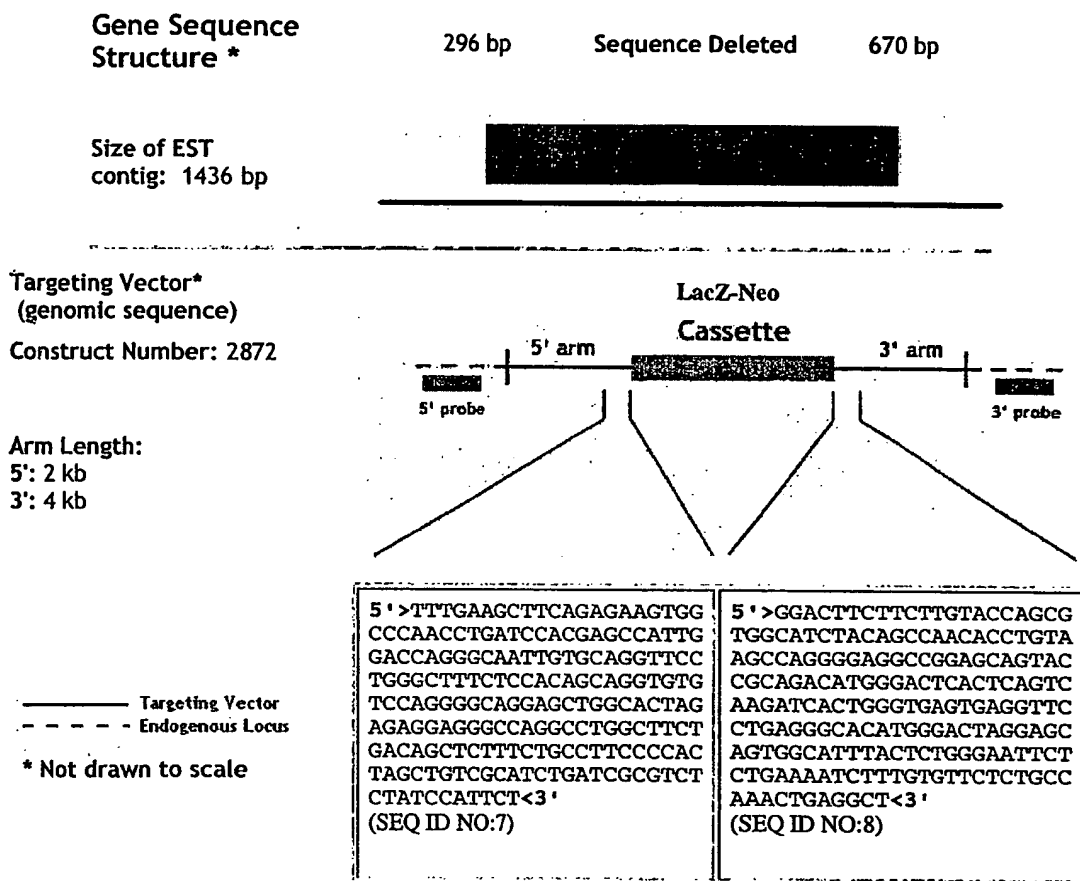 Gene Sequence
Structure *
296 bp
Sequence Deleted
670 bp
Size of EST
contig: 1436 bp
Targeting Vector*
(genomic sequence)
Construct Number: 2872
LacZ-Neo
Cassette
5' arm
3' arm
5' probe
3' probe
Arm Length:
5': 2 kb
3': 4 kb
5'>TTTGAAGCTTCAGAGAAGTGG
CCCAACCTGATCCACGAGCCATTG
GACCAGGGCAATTGTGCAGGTTCC
TGGGCTTTCTCCACAGCAGGTGTG
TCCAGGGGCAGGAGCTGGCACTAG
AGAGGAGGGCCAGGCCTGGCTTCT
GACAGCTCTTTCTGCCTTCCCCAC
TAGCTGTCGCATCTGATCGCGTCT
CTATCCATTCT<3'
(SEQ ID NO:7)
5'>GGACTTCTTCTTGTACCAGCG
TGGCATCTACAGCCAACACCTGTA
AGCCAGGGGAGGCCGGAGCAGTAC
CGCAGACATGGGACTCACTCAGTC
AAGATCACTGGGTGAGTGAGGTTC
CTGAGGGCACATGGGACTAGGAGC
AGTGGCATTTACTCTGGGAATTCT
CTGAAAATCTTTGTGTTCTCTGCC
AAACTGAGGCT<3'
(SEQ ID NO:8)
Targeting Vector
Endogenous Locus
* Not drawn to scale